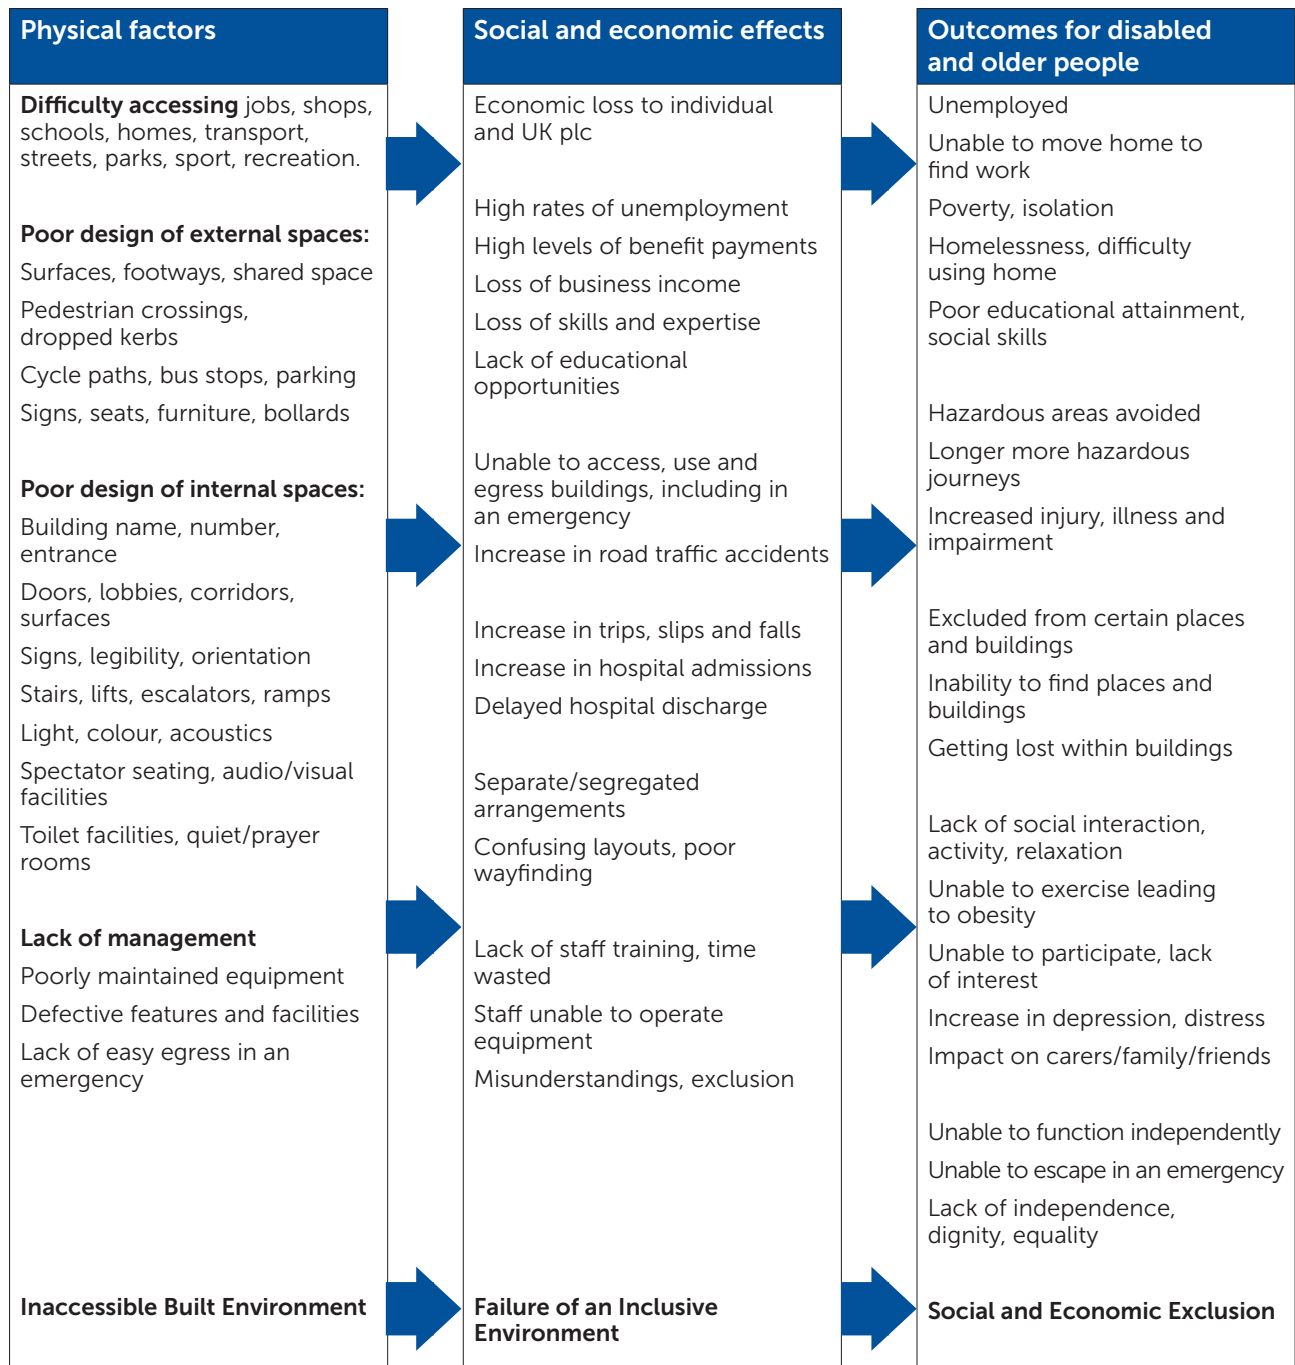 Physical factors
Difficulty accessing jobs, shops,
schools, homes, transport,
streets, parks, sport, recreation.
Poor design of external spaces:
Surfaces, footways, shared space
Pedestrian crossings,
dropped kerbs
Cycle paths, bus stops, parking
Signs, seats, furniture, bollards
Poor design of internal spaces:
Building name, number,
entrance
Doors, lobbies, corridors,
surfaces
Signs, legibility, orientation
Stairs, lifts, escalators, ramps
Light, colour, acoustics
Spectator seating, audio/visual
facilities
Toilet facilities, quiet/prayer
rooms
Lack of management
Poorly maintained equipment
Defective features and facilities
Lack of easy egress in an
emergency
Inaccessible Built Environment
Social and economic effects
Economic loss to individual
and UK plc
High rates of unemployment
High levels of benefit payments
Loss of business income
Loss of skills and expertise
Lack of educational
opportunities
Unable to access, use and
egress buildings, including in
an emergency
Increase in road traffic accidents
Increase in trips, slips and falls
Increase in hospital admissions
Delayed hospital discharge
Separate/segregated
arrangements
Confusing layouts, poor
wayfinding
Lack of staff training, time
wasted
Staff unable to operate
equipment
Misunderstandings, exclusion
Failure of an Inclusive
Environment
Outcomes for disabled
and older people
Unemployed
Unable to move home to
find work
Poverty, isolation
Homelessness, difficulty
using home
Poor educational attainment,
social skills
Hazardous areas avoided
Longer more hazardous
journeys
Increased injury, illness and
impairment
Excluded from certain places
and buildings
Inability to find places and
buildings
Getting lost within buildings
Lack of social interaction,
activity, relaxation
Unable to exercise leading
to obesity
Unable to participate, lack
of interest
Increase in depression, distress
Impact on carers/family/friends
Unable to function independently
Unable to escape in an emergency
Lack of independence,
dignity, equality
Social and Economic Exclusion